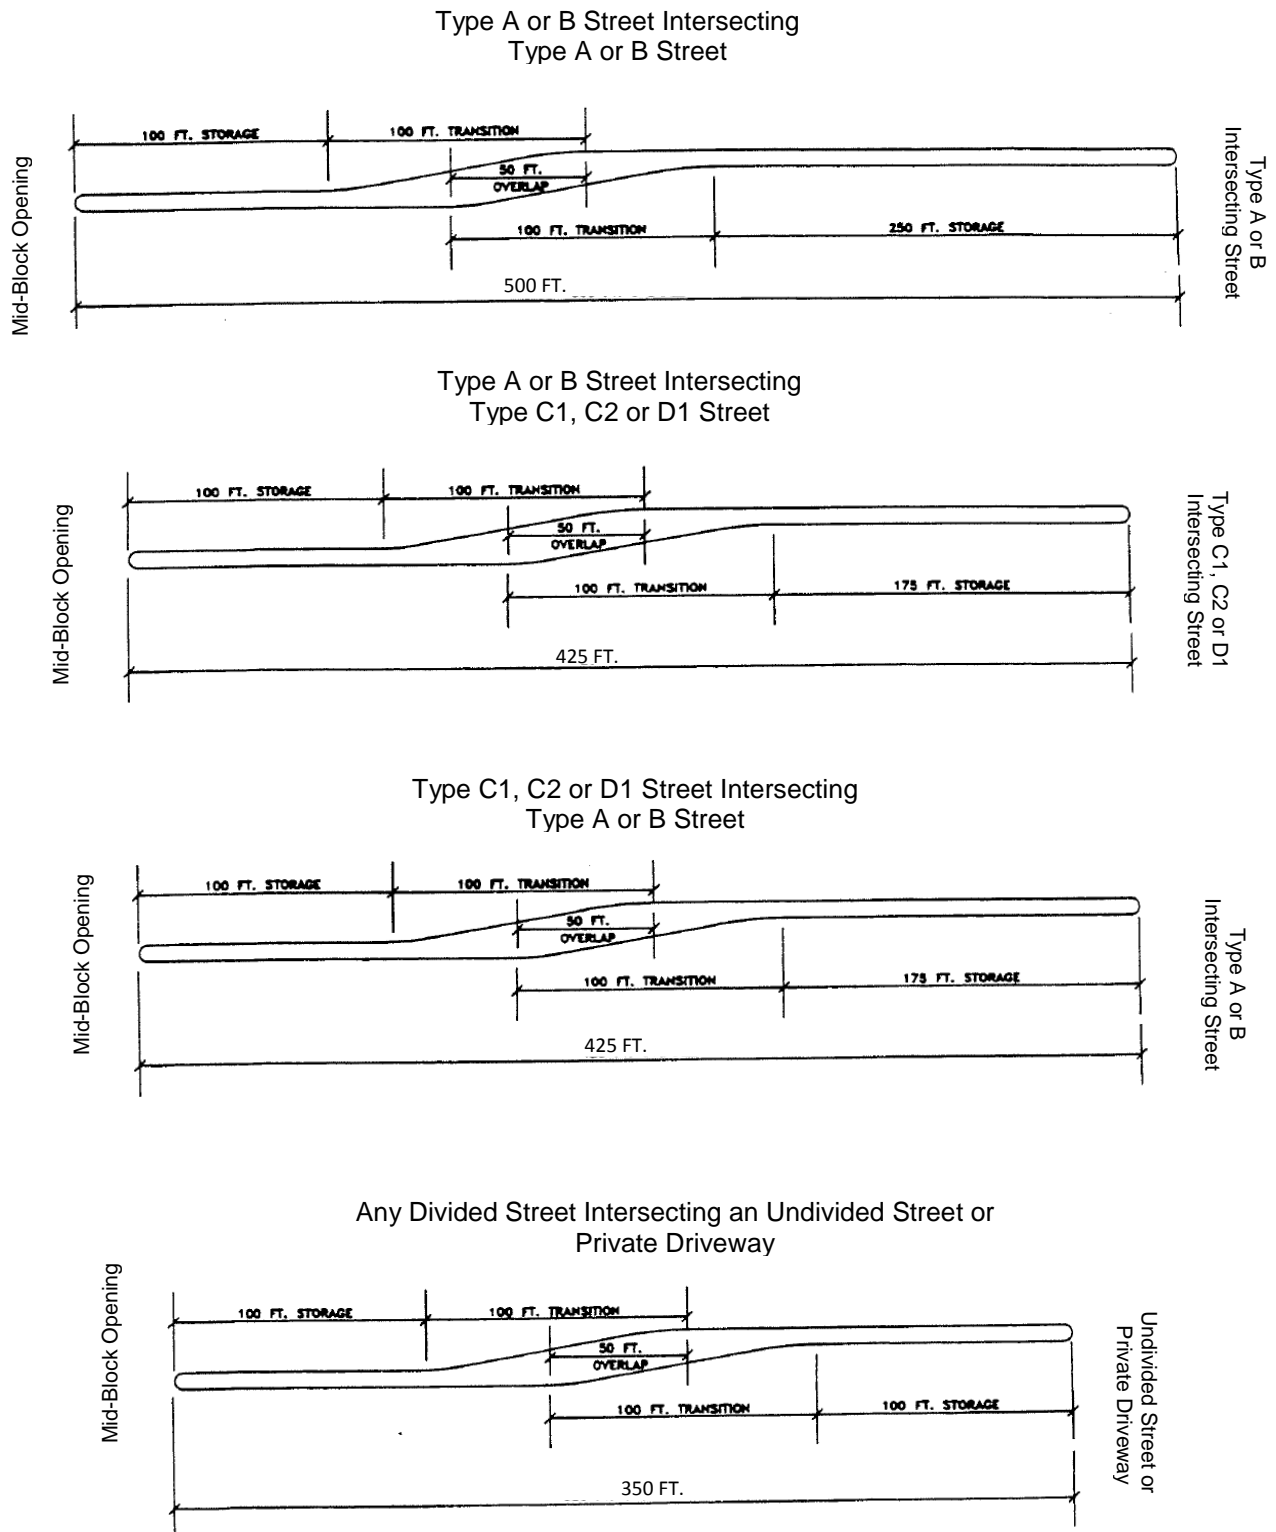 Type A or B Street Intersecting
Type A or B Street
100 FT. STORAGE
100 FT. TRANSITION
50 FT.
OVERLAP
100 FT. TRANSITION
250 FT. STORAGE
500 FT.
Mid-Block Opening
Type A or B
Intersecting Street
Type A or B Street Intersecting
Type C1, C2 or D1 Street
100 FT. STORAGE
100 FT. TRANSITION
50 FT.
OVERLAP
100 FT. TRANSITION
175 FT. STORAGE
425 FT.
Mid-Block Opening
Type C1, C2 or D1
Intersecting Street
Type C1, C2 or D1 Street Intersecting
Type A or B Street
100 FT. STORAGE
100 FT. TRANSITION
50 FT.
OVERLAP
100 FT. TRANSITION
175 FT. STORAGE
425 FT.
Mid-Block Opening
Type A or B
Intersecting Street
Any Divided Street Intersecting an Undivided Street or
Private Driveway
100 FT. STORAGE
100 FT. TRANSITION
50 FT.
OVERLAP
100 FT. TRANSITION
100 FT. STORAGE
350 FT.
Mid-Block Opening
Undivided Street or
Private Driveway